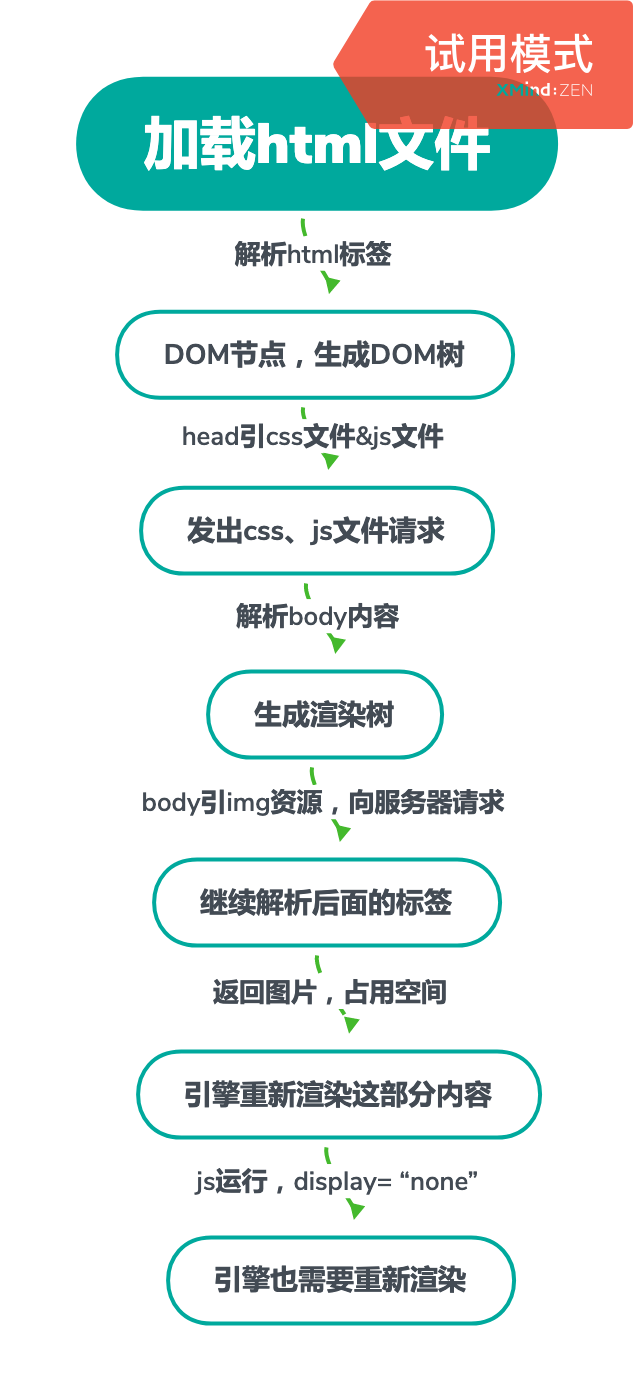 试用模式
XMind:ZEN
加载html文件
解析html标签
DOM节点，生成DOM树
head引css文件&js文件
发出css、js文件请求
解析body内容
生成渲染树
body引img资源，向服务器请求
继续解析后面的标签
返回图片，占用空间
引擎重新渲染这部分内容
js运行，display= “none”
引擎也需要重新渲染